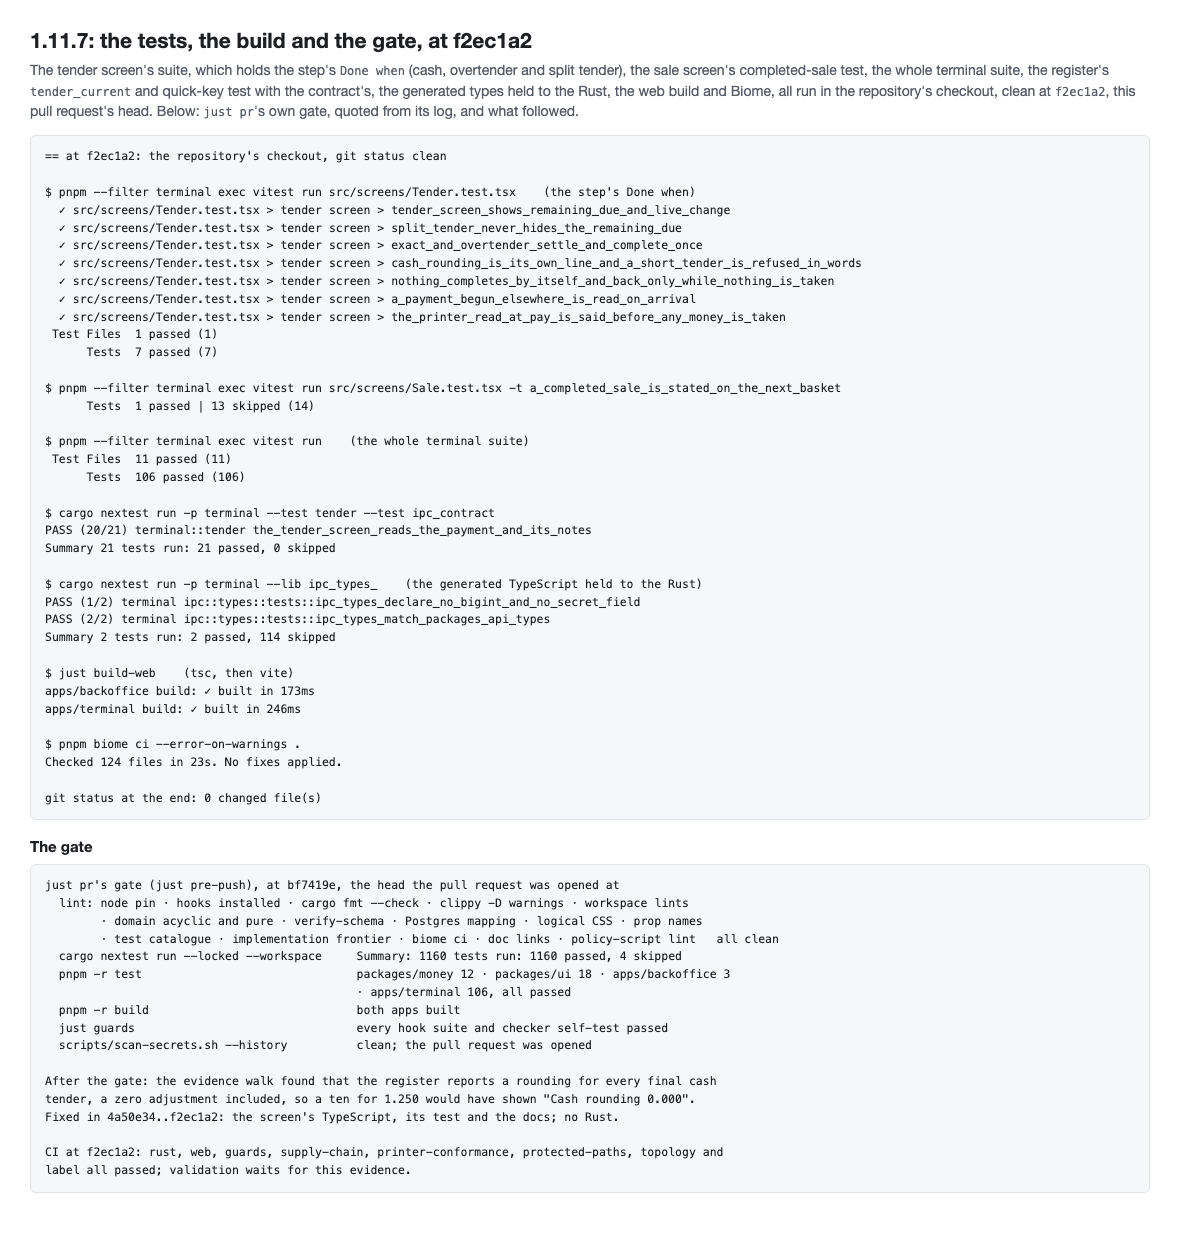 1.11.7: the tests, the build and the gate, at f2ec1a2
The tender screen's suite, which holds the step's Done when (cash, overtender and split tender), the sale screen's completed-sale test, the whole terminal suite, the register's
tender_current and quick-key test with the contract's, the generated types held to the Rust, the web build and Biome, all run in the repository's checkout, clean at f2ec1a2, this
pull request's head. Below: just pr's own gate, quoted from its log, and what followed.
== at f2ec1a2: the repository's checkout, git status clean
$ pnpm --filter terminal exec vitest run src/screens/Tender.test.tsx    (the step's Done when)
✓ src/screens/Tender.test.tsx > tender screen > tender_screen_shows_remaining_due_and_live_change
✓ src/screens/Tender.test.tsx > tender screen > split_tender_never_hides_the_remaining_due
✓ src/screens/Tender.test.tsx > tender screen > exact_and_overtender_settle_and_complete_once
✓ src/screens/Tender.test.tsx > tender screen > cash_rounding_is_its_own_line_and_a_short_tender_is_refused_in_words
✓ src/screens/Tender.test.tsx > tender screen > nothing_completes_by_itself_and_back_only_while_nothing_is_taken
✓ src/screens/Tender.test.tsx > tender screen > a_payment_begun_elsewhere_is_read_on_arrival
✓ src/screens/Tender.test.tsx > tender screen > the_printer_read_at_pay_is_said_before_any_money_is_taken
Test Files  1 passed (1)
Tests  7 passed (7)
$ pnpm --filter terminal exec vitest run src/screens/Sale.test.tsx -t a_completed_sale_is_stated_on_the_next_basket
Tests  1 passed | 13 skipped (14)
$ pnpm --filter terminal exec vitest run    (the whole terminal suite)
Test Files  11 passed (11)
Tests  106 passed (106)
$ cargo nextest run -p terminal --test tender --test ipc_contract
PASS (20/21) terminal::tender the_tender_screen_reads_the_payment_and_its_notes
Summary 21 tests run: 21 passed, 0 skipped
$ cargo nextest run -p terminal --lib ipc_types_    (the generated TypeScript held to the Rust)
PASS (1/2) terminal ipc::types::tests::ipc_types_declare_no_bigint_and_no_secret_field
PASS (2/2) terminal ipc::types::tests::ipc_types_match_packages_api_types
Summary 2 tests run: 2 passed, 114 skipped
$ just build-web    (tsc, then vite)
apps/backoffice build: ✓ built in 173ms
apps/terminal build: ✓ built in 246ms
$ pnpm biome ci --error-on-warnings .
Checked 124 files in 23s. No fixes applied.
git status at the end: 0 changed file(s)
The gate
just pr's gate (just pre-push), at bf7419e, the head the pull request was opened at
lint: node pin · hooks installed · cargo fmt --check · clippy -D warnings · workspace lints
· domain acyclic and pure · verify-schema · Postgres mapping · logical CSS · prop names
· test catalogue · implementation frontier · biome ci · doc links · policy-script lint   all clean
cargo nextest run --locked --workspace     Summary: 1160 tests run: 1160 passed, 4 skipped
pnpm -r test     packages/money 12 · packages/ui 18 · apps/backoffice 3
· apps/terminal 106, all passed
pnpm -r build     both apps built
just guards     every hook suite and checker self-test passed
scripts/scan-secrets.sh --history     clean; the pull request was opened
After the gate: the evidence walk found that the register reports a rounding for every final cash
tender, a zero adjustment included, so a ten for 1.250 would have shown "Cash rounding 0.000".
Fixed in 4a50e34..f2ec1a2: the screen's TypeScript, its test and the docs; no Rust.
CI at f2ec1a2: rust, web, guards, supply-chain, printer-conformance, protected-paths, topology and
label all passed; validation waits for this evidence.